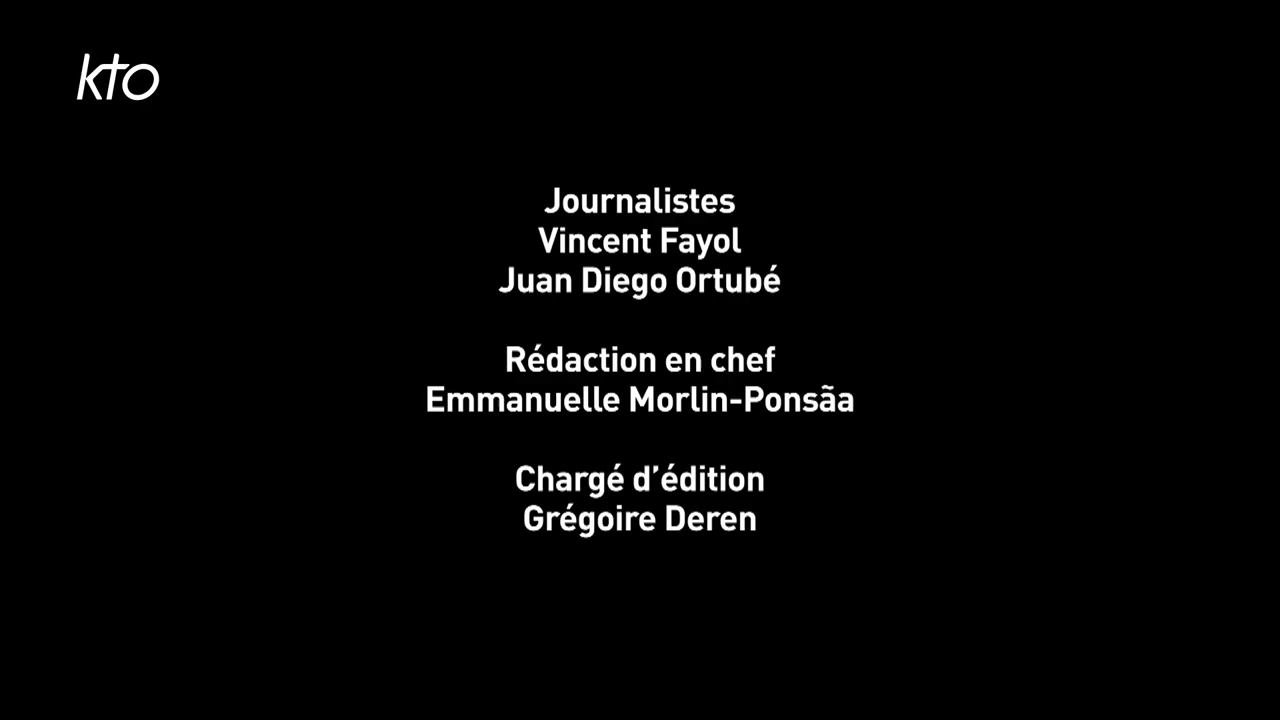 kto
Journalistes
Vincent Fayol
Juan Diego Ortubé
Rédaction en chef
Emmanuelle Morlin-Ponsãa
Chargé d’édition
Grégoire Deren